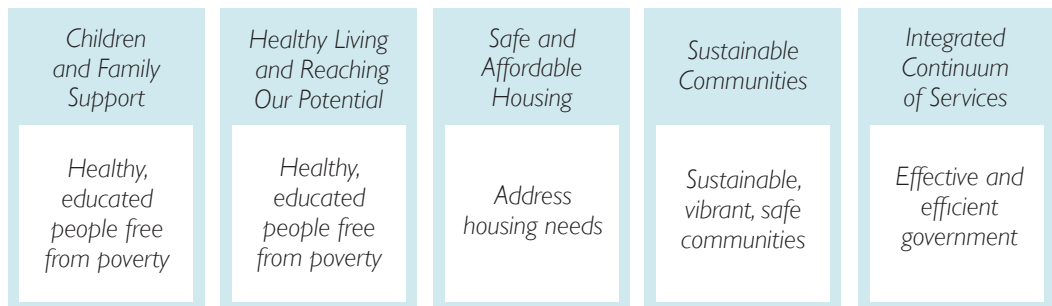 Children
and Family
Support
Healthy,
educated
people free
from poverty
Healthy Living
and Reaching
Our Potential
Healthy,
educated
people free
from poverty
Safe and
Affordable
Housing
Address
housing needs
Sustainable
Communities
Sustainable,
vibrant, safe
communities
Integrated
Continuum
of Services
Effective and
efficient
government